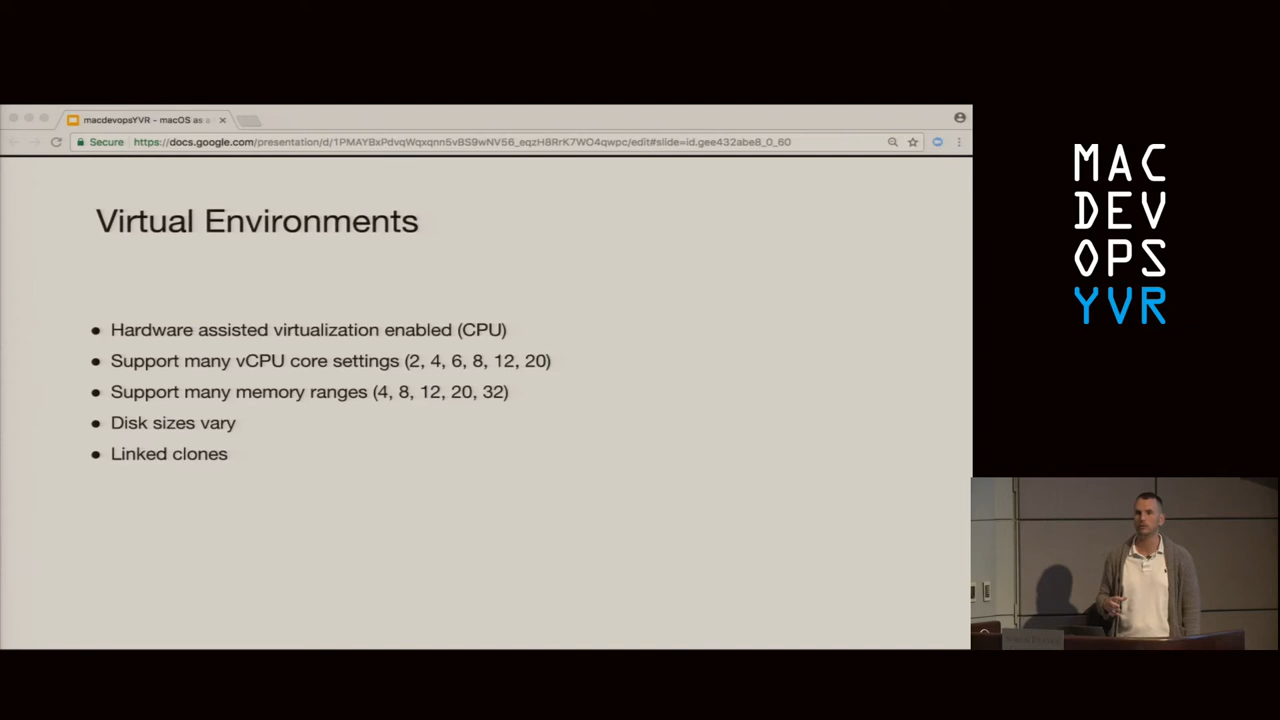 macdevopsYVR - macOS as a
Secure
https://docs.google.com/presentation/d/1PMAYBxPdvqWqxqnn5vBS9wNV56_eqzH8RrK7WO4qwpc/edit#slide=id.gee432abe8_0_60
Virtual Environments
• Hardware assisted virtualization enabled (CPU)
• Support many vCPU core settings (2, 4, 6, 8, 12, 20)
• Support many memory ranges (4, 8, 12, 20, 32)
• Disk sizes vary
• Linked clones
MAC
DEV
OPS
YVR